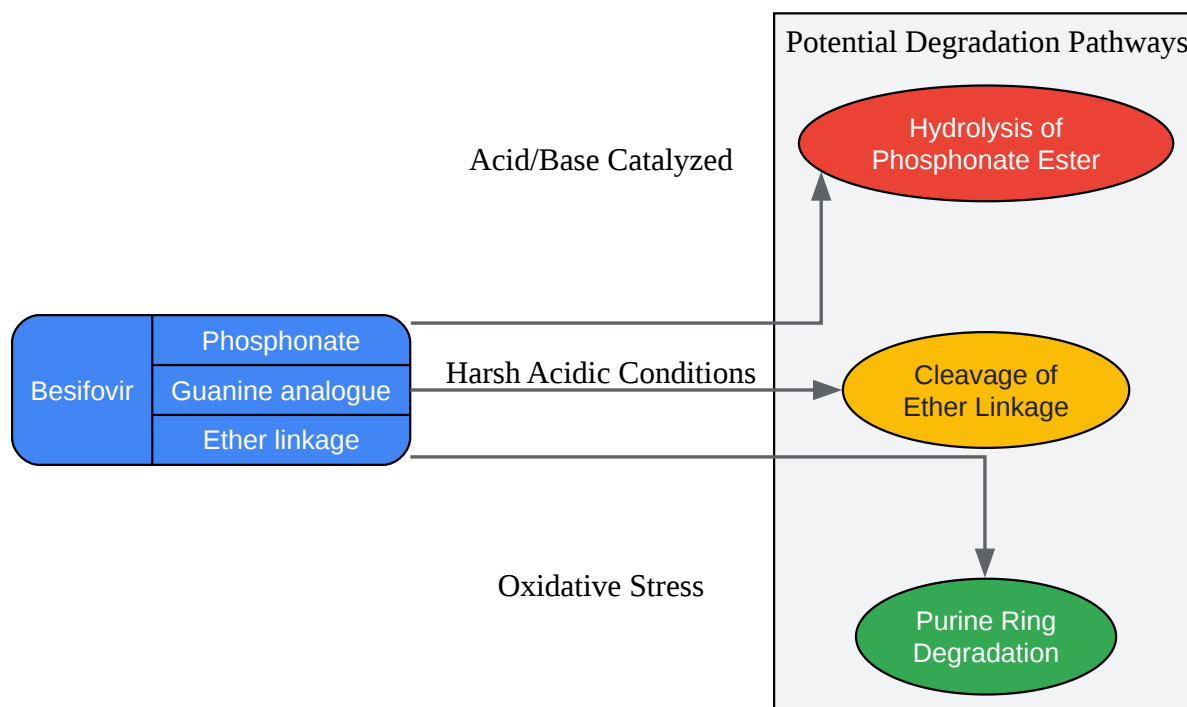 Potential Degradation Pathways
Hydrolysis of
Phosphonate Ester
Acid/Base Catalyzed
Besifovir
Phosphonate
Guanine analogue
Ether linkage
Harsh Acidic Conditions
Cleavage of
Ether Linkage
Oxidative Stress
Purine Ring
Degradation